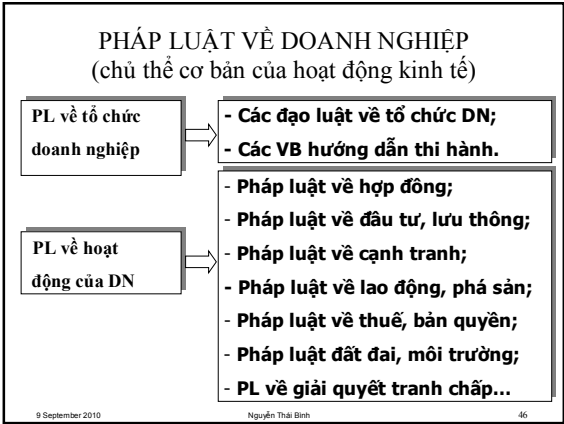 PHÁP LUẬT VỀ DOANH NGHIỆP
(chủ thể cơ bản của hoạt động kinh tế)
PL về tổ chức
doanh nghiệp
- Các đạo luật về tổ chức DN;
- Các VB hướng dẫn thi hành.
PL về hoạt
động của DN
- Pháp luật về hợp đồng;
- Pháp luật về đầu tư, lưu thông;
- Pháp luật về cạnh tranh;
- Pháp luật về lao động, phá sản;
- Pháp luật về thuế, bản quyền;
- Pháp luật đất đai, môi trường;
- PL về giải quyết tranh chấp...
9 September 2010
Nguyễn Thái Bình
46